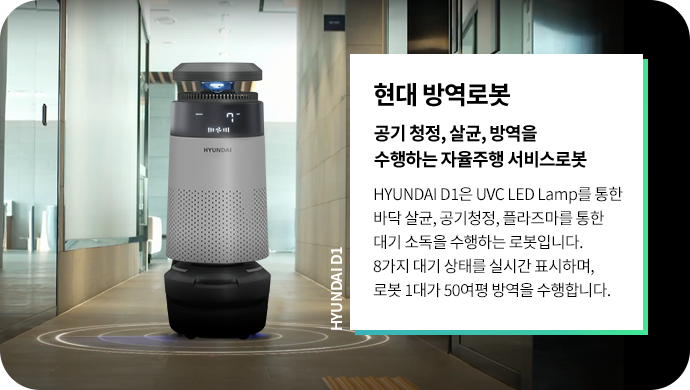 HYUNDAI
HYUNDAI D1
현대 방역로봇
공기 청정, 살균, 방역을
수행하는 자율주행 서비스로봇
HYUNDAI D1은 UVC LED Lamp를 통한
바닥 살균, 공기청정, 플라즈마를 통한
대기 소독을 수행하는 로봇입니다.
8가지 대기 상태를 실시간 표시하며,
로봇 1대가 50여평 방역을 수행합니다.